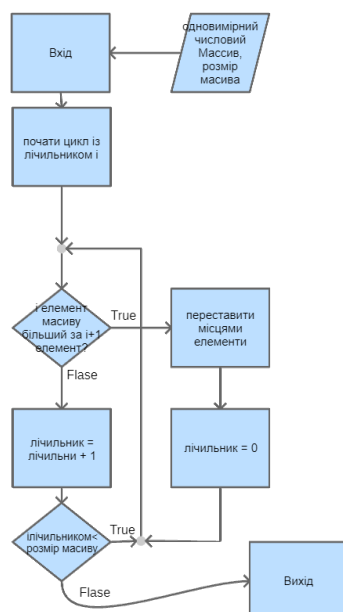 Вхід
одновимірний
числовий
Массив,
розмір
масива
почати цикл із
лічильником і
і елемент
масиву
більший за і+1
елемент?
True
переставити
місцями
елементи
Flase
лічильник =
лічильни + 1
лічильник = 0
ілічильником<
розмір масиву
True
Flase
Вихід